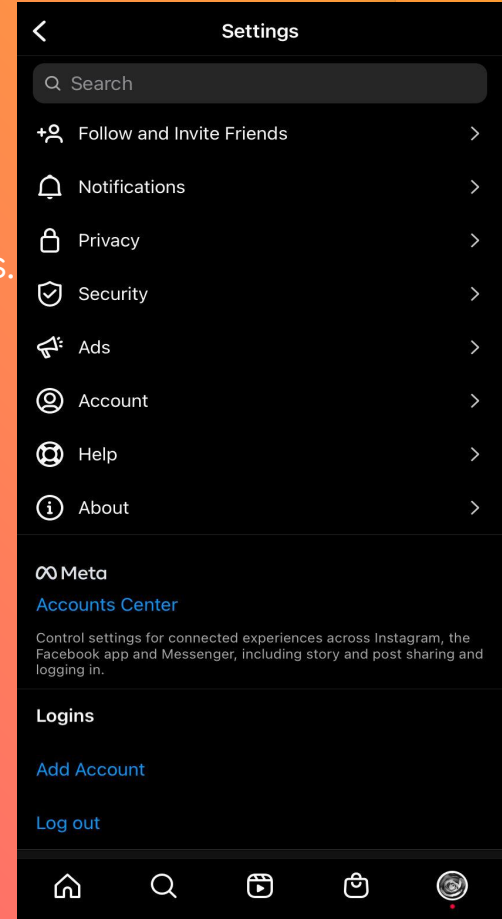 Settings
Search
Follow and Invite Friends
Notifications
Privacy
s.
Security
Ads
Account
Help
About
Meta
Accounts Center
Control settings for connected experiences across Instagram, the
Facebook app and Messenger, including story and post sharing and
logging in.
Logins
Add Account
Log out